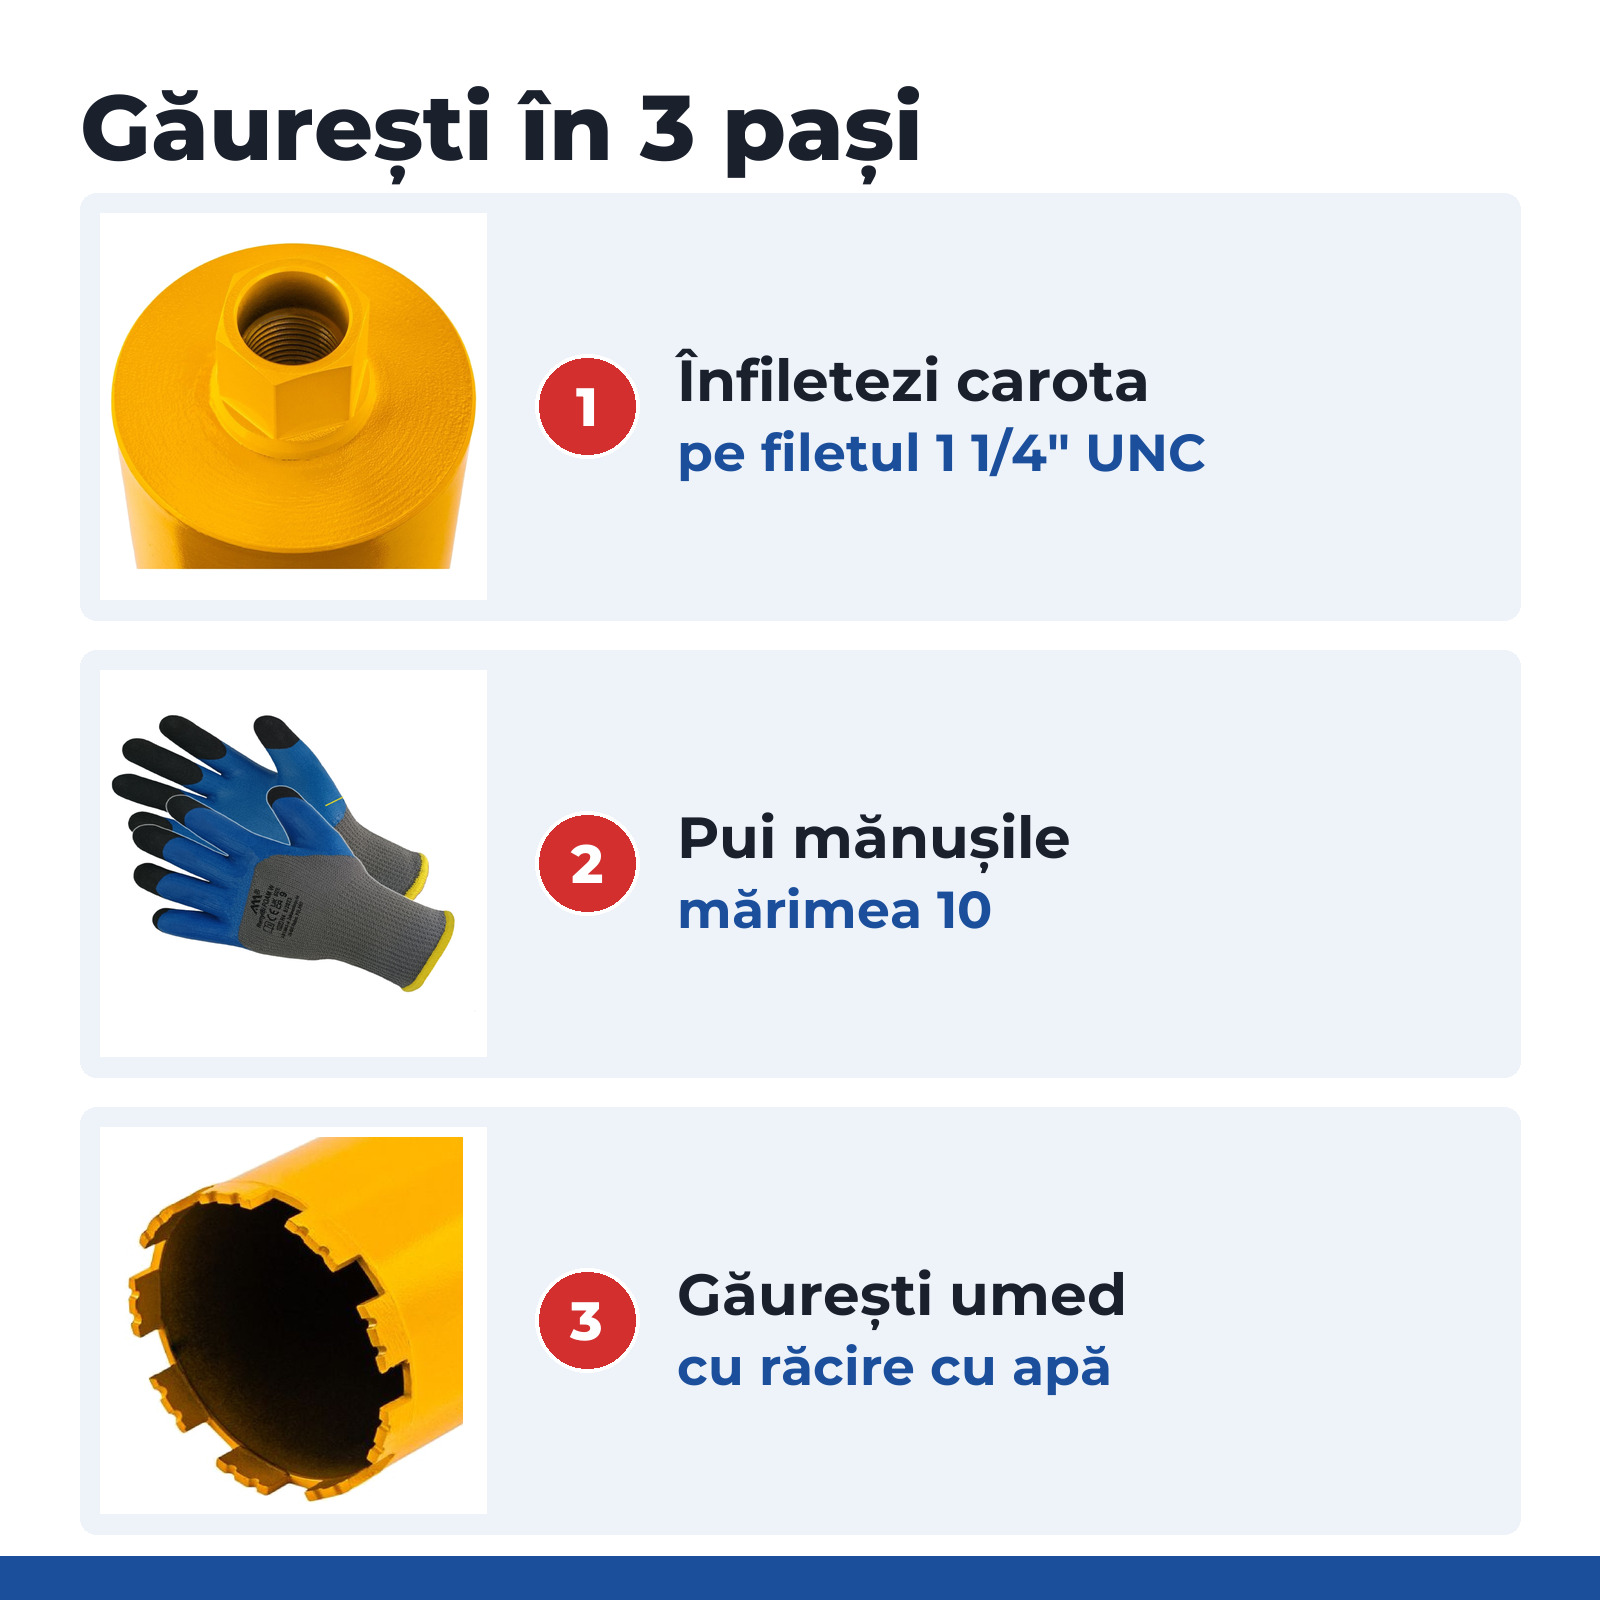 Găurești în 3 pași
1
Înfiletezi carota
pe filetul 1 1/4" UNC
2
Pui mănușile
mărimea 10
3
Găurești umed
cu răcire cu apă